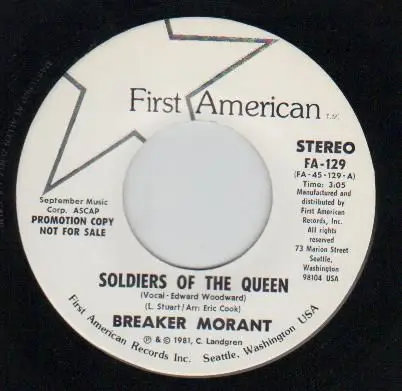 First American T.M.
STEREO
FA-129
(FA-45-129-A)
Time: 3:05
Manufactured and
distributed by
First American
Records, Inc.
All rights
reserved
73 Marion Street
Seattle,
Washington
98104 USA
September Music
Corp. ASCAP
PROMOTION COPY
NOT FOR SALE
SOLDIERS OF THE QUEEN
(Vocal-Edward Woodward)
(L. Stuart/Arr: Eric Cook)
BREAKER MORANT
℗ & © 1981, C. Landgren
First American Records Inc. Seattle, Washington USA